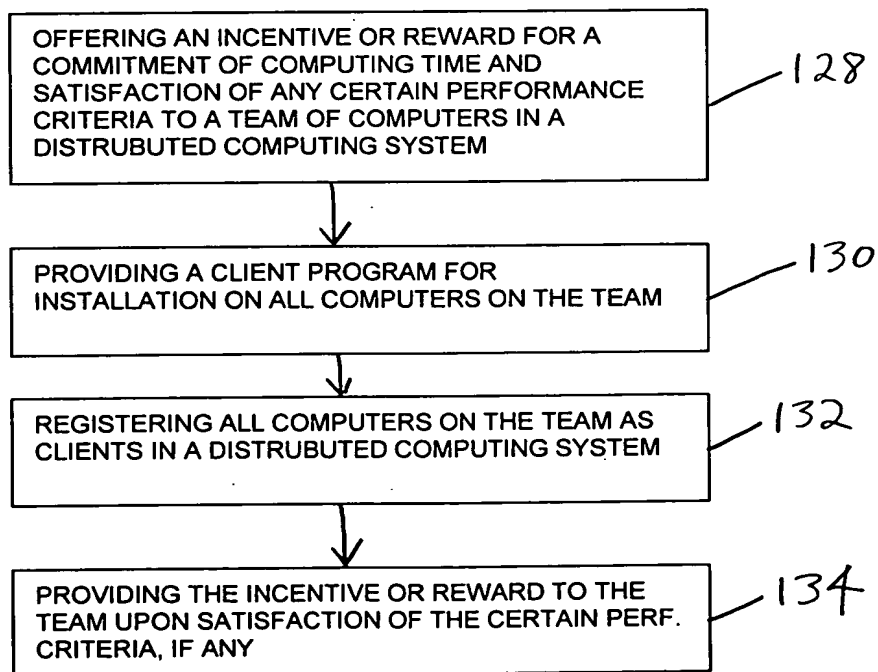 OFFERING AN INCENTIVE OR REWARD FOR A
COMMITMENT OF COMPUTING TIME AND
SATISFACTION OF ANY CERTAIN PERFORMANCE
CRITERIA TO A TEAM OF COMPUTERS IN A
DISTRUBUTED COMPUTING SYSTEM
128
PROVIDING A CLIENT PROGRAM FOR
INSTALLATION ON ALL COMPUTERS ON THE TEAM
130
REGISTERING ALL COMPUTERS ON THE TEAM AS
CLIENTS IN A DISTRUBUTED COMPUTING SYSTEM
132
PROVIDING THE INCENTIVE OR REWARD TO THE
TEAM UPON SATISFACTION OF THE CERTAIN PERF.
CRITERIA, IF ANY
134